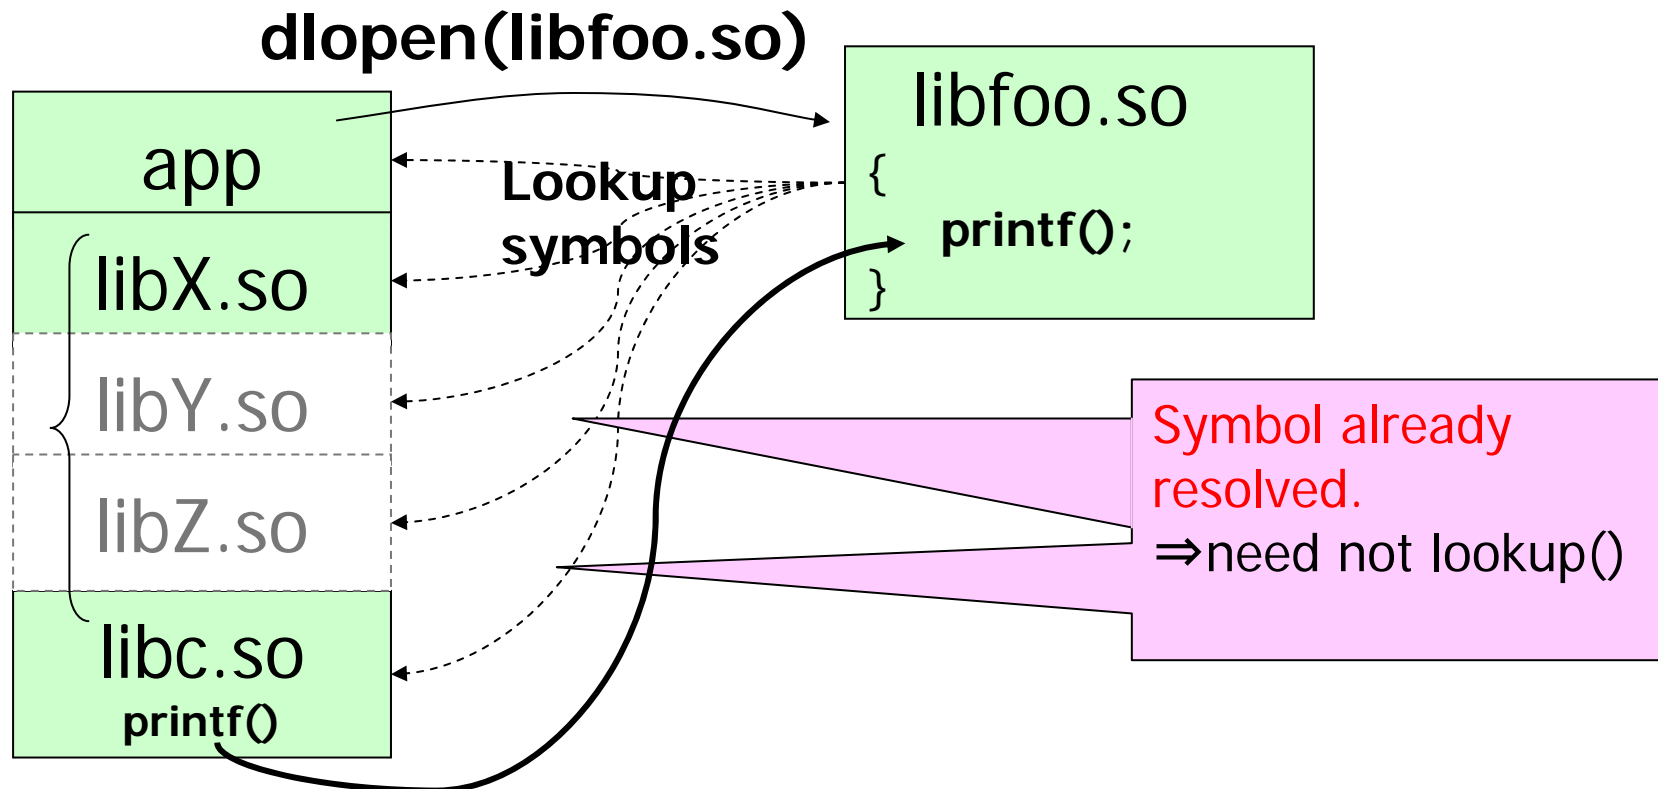 dlopen(libfoo.so)
app
libX.so
libY.so
libZ.so
libc.so
printf()
Lookup
symbols
libfoo.so
{
printf();
}
Symbol already
resolved.
⇒need not lookup()